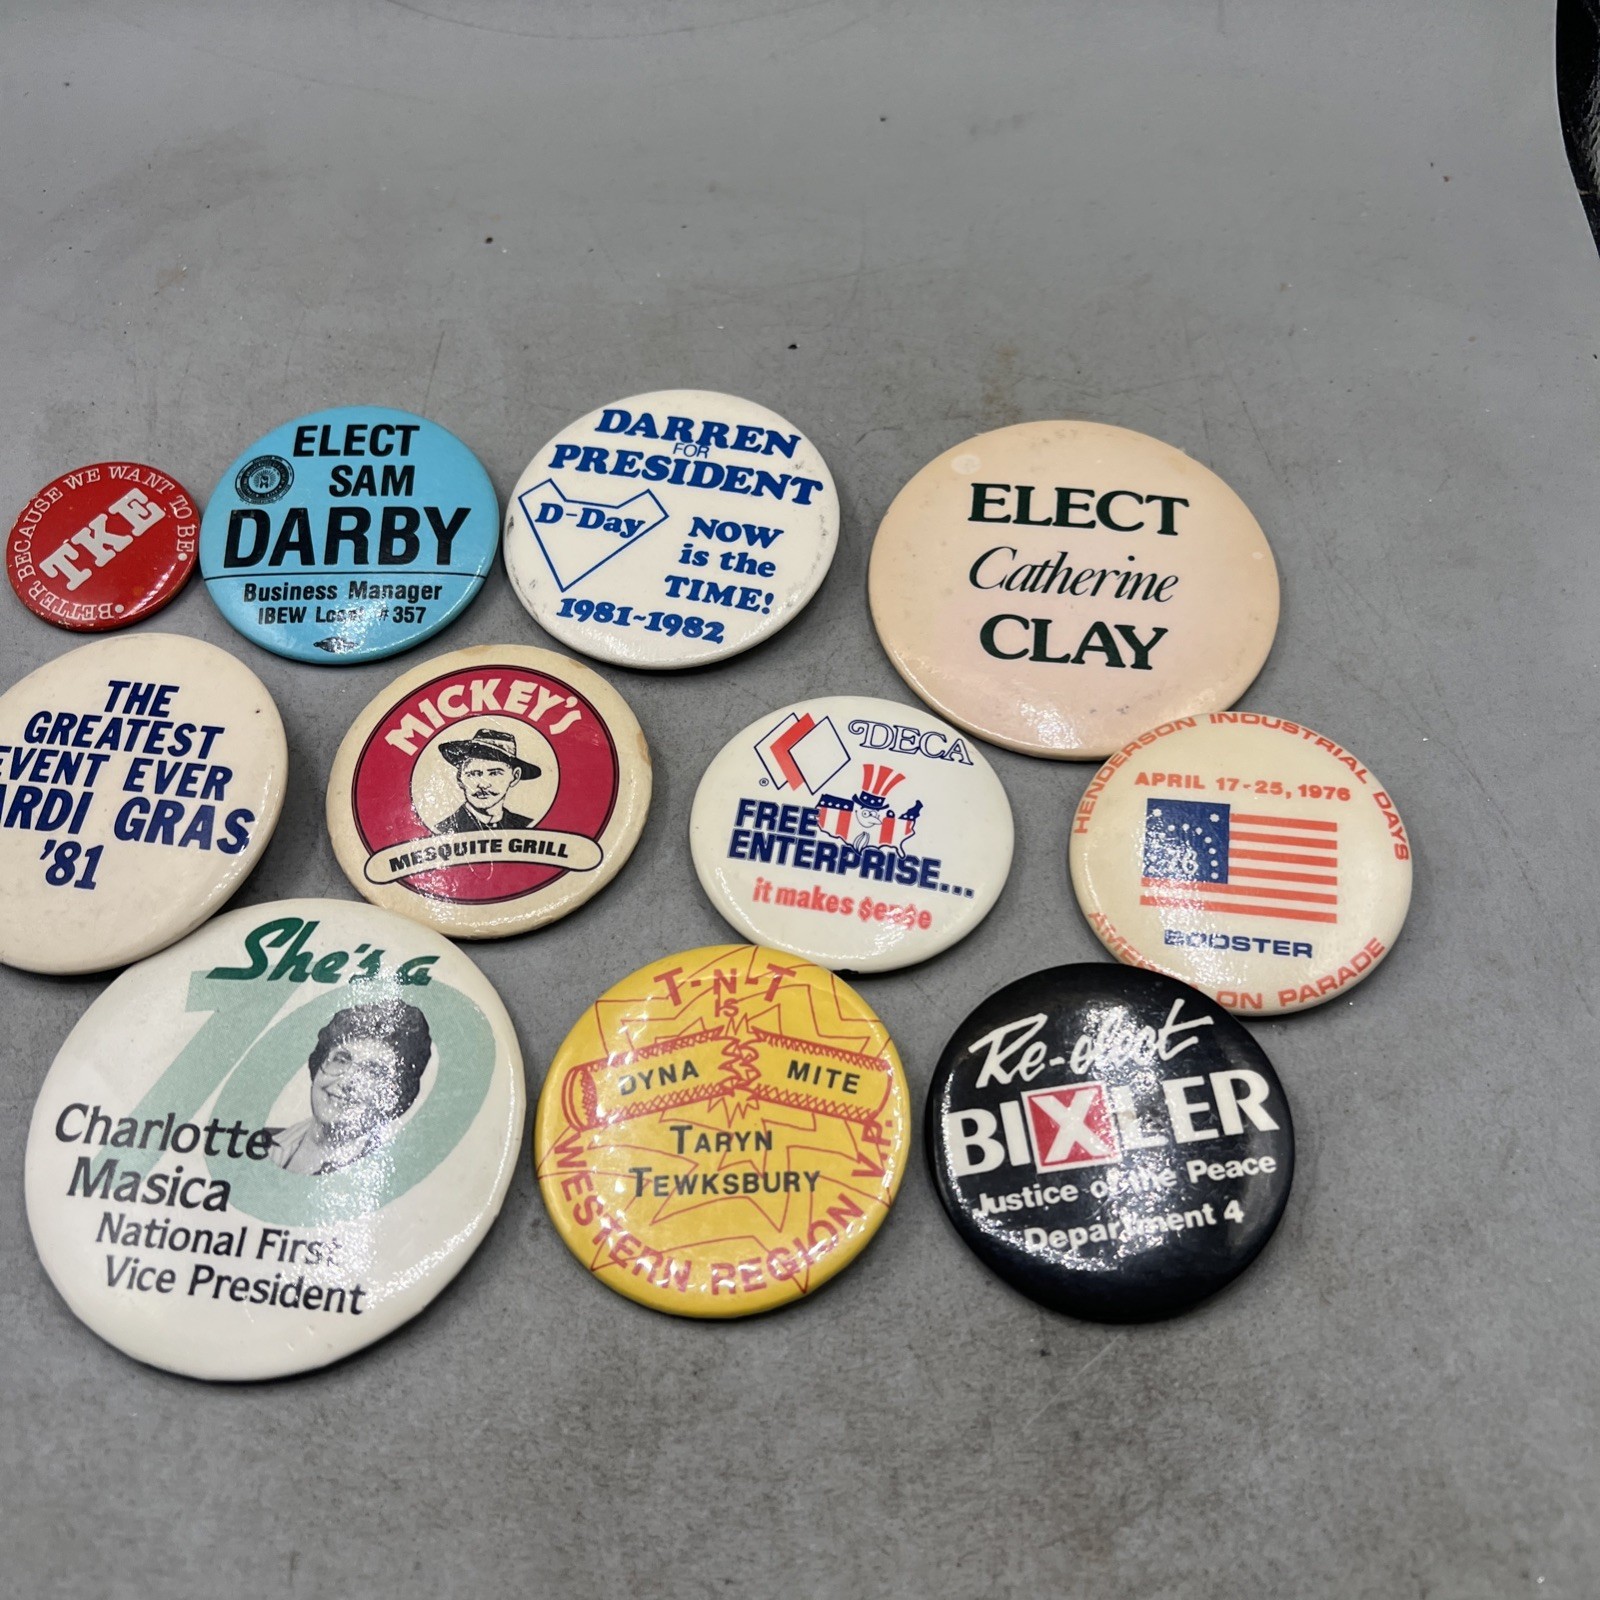 BETTER BECAUSE WE WANT TO BE
TKE
ELECT
SAM
DARBY
Business Manager
IBEW Local #357
DARREN
FOR
PRESIDENT
D-Day
NOW
is the
TIME!
1981~1982
ELECT
Catherine
CLAY
THE
GREATEST
EVENT EVER
ARDI GRAS
'81
MICKEY'S
MESQUITE GRILL
DECA
®
FREE
ENTERPRISE...
it makes $en$e
HENDERSON INDUSTRIAL DAYS
APRIL 17-25, 1976
76
BOOSTER
ON PARADE
She's a
10
Charlotte
Masica
National First
Vice President
T-N-T
IS
DYNA MITE
TARYN
TEWKSBURY
WESTERN REGION V.P.
Re-elect
BIXLER
Justice of the Peace
Department 4